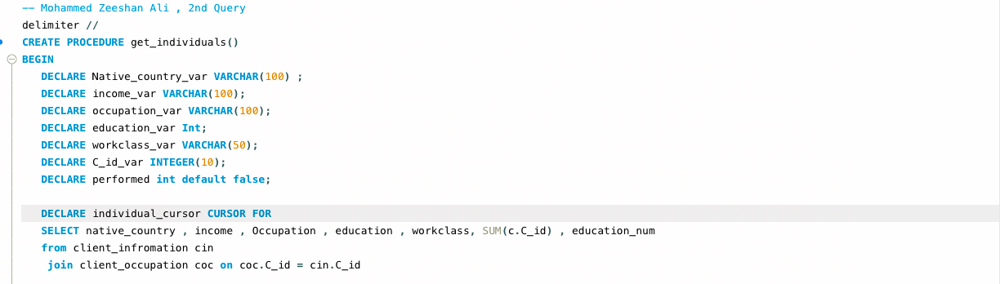 -- Mohammed Zeeshan Ali , 2nd Query
delimiter //
CREATE PROCEDURE get_individuals()
BEGIN
DECLARE Native_country_var VARCHAR(100) ;
DECLARE income_var VARCHAR(100);
DECLARE occupation_var VARCHAR(100);
DECLARE education_var Int;
DECLARE workclass_var VARCHAR(50);
DECLARE C_id_var INTEGER(10);
DECLARE performed int default false;
DECLARE individual_cursor CURSOR FOR
SELECT native_country , income , Occupation , education , workclass, SUM(c.C_id) , education_num
from client_infromation cin
join client_occupation coc on coc.C_id = cin.C_id